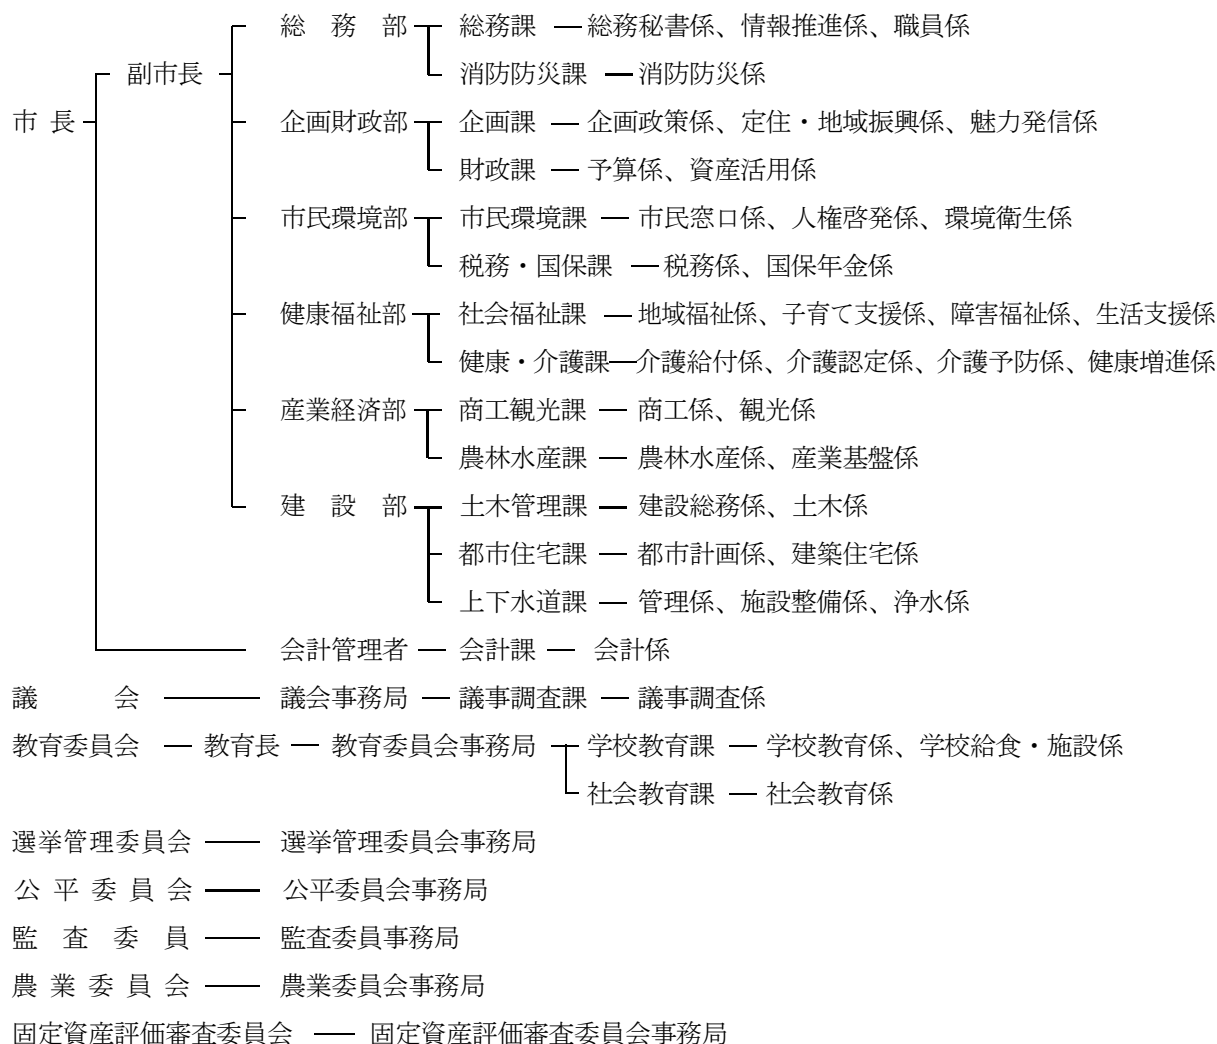 総務部 総務課 総務秘書係、情報推進係、職員係
副市長 消防防災課 消防防災係
市長 企画財政部 企画課 企画政策係、定住・地域振興係、魅力発信係
財政課 予算係、資産活用係
市民環境部 市民環境課 市民窓口係、人権啓発係、環境衛生係
税務・国保課 税務係、国保年金係
健康福祉部 社会福祉課 地域福祉係、子育て支援係、障害福祉係、生活支援係
健康・介護課 介護給付係、介護認定係、介護予防係、健康増進係
産業経済部 商工観光課 商工係、観光係
農林水産課 農林水産係、産業基盤係
建設部 土木管理課 建設総務係、土木係
都市住宅課 都市計画係、建築住宅係
上下水道課 管理係、施設整備係、浄水係
会計管理者 会計課 会計係
議会 議会事務局 議事調査課 議事調査係
教育委員会 教育長 教育委員会事務局 学校教育課 学校教育係、学校給食・施設係
社会教育課 社会教育係
選挙管理委員会 選挙管理委員会事務局
公平委員会 公平委員会事務局
監査委員 監査委員事務局
農業委員会 農業委員会事務局
固定資産評価審査委員会 固定資産評価審査委員会事務局